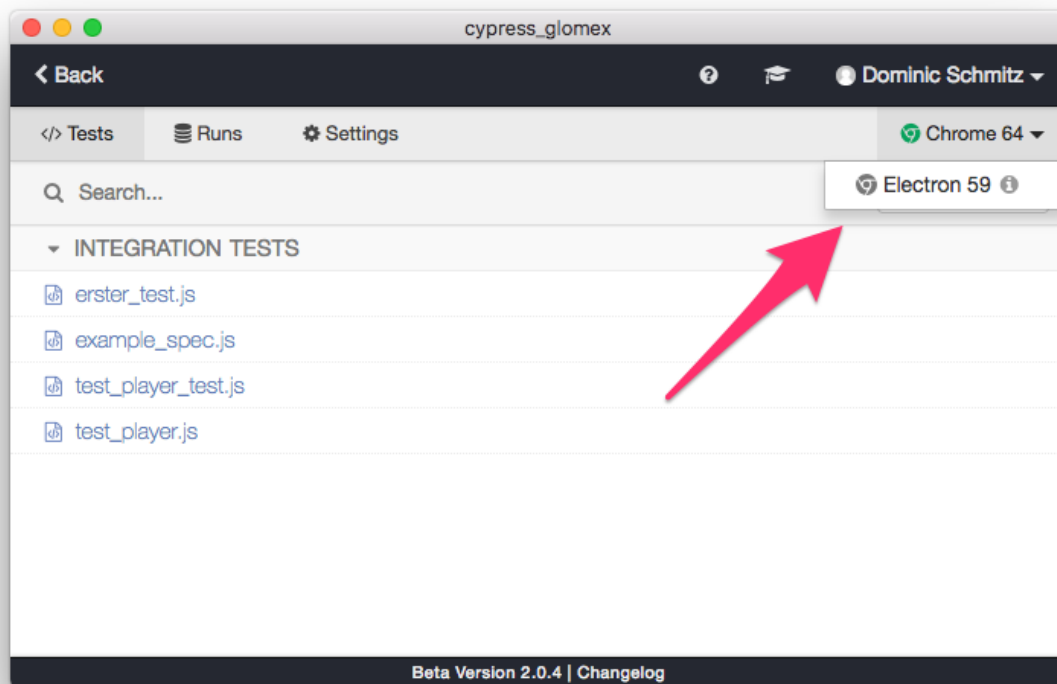 cypress_glomex
Back Dominic Schmitz
</> Tests Runs Settings Chrome 64
Search... Electron 59
INTEGRATION TESTS
erster_test.js
example_spec.js
test_player_test.js
test_player.js
Beta Version 2.0.4 | Changelog